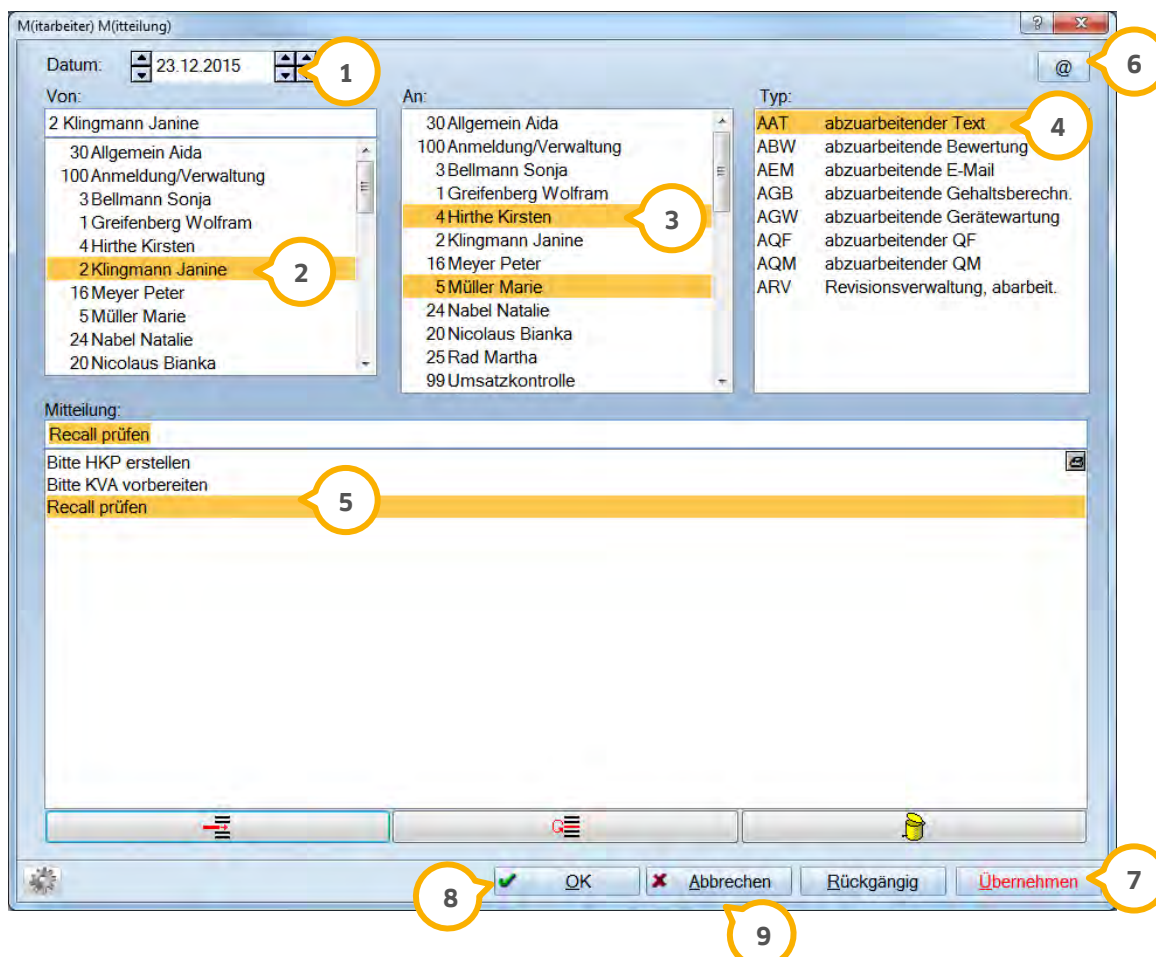 M(itarbeiter) M(itteilung)
?
x
Datum:
23.12.2015
1
@
6
Von:
2 Klingmann Janine
30 Allgemein Aida
100 Anmeldung/Verwaltung
3 Bellmann Sonja
1 Greifenberg Wolfram
4 Hirthe Kirsten
2 Klingmann Janine
2
16 Meyer Peter
5 Müller Marie
24 Nabel Natalie
20 Nicolaus Bianka
An:
30 Allgemein Aida
100 Anmeldung/Verwaltung
3 Bellmann Sonja
1 Greifenberg Wolfram
4 Hirthe Kirsten
3
2 Klingmann Janine
16 Meyer Peter
5 Müller Marie
24 Nabel Natalie
20 Nicolaus Bianka
25 Rad Martha
99 Umsatzkontrolle
Typ:
AAT abzuarbeitender Text
4
ABW abzuarbeitende Bewertung
AEM abzuarbeitende E-Mail
AGB abzuarbeitende Gehaltsberechn.
AGW abzuarbeitende Gerätewartung
AQF abzuarbeitender QF
AQM abzuarbeitender QM
ARV Revisionsverwaltung, abarbeit.
Mitteilung:
Recall prüfen
Bitte HKP erstellen
Bitte KVA vorbereiten
Recall prüfen
5
8
OK
Abbrechen
Rückgängig
Übernehmen
7
9